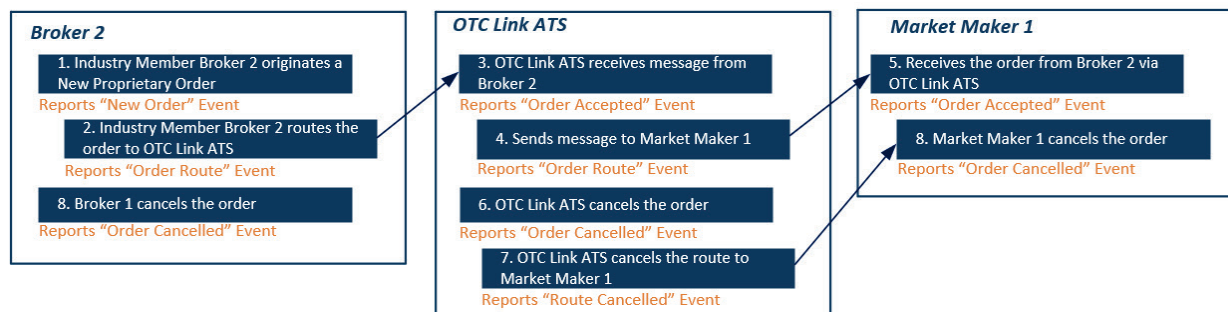 Broker 2
1. Industry Member Broker 2 originates a
New Proprietary Order
Reports “New Order” Event
2. Industry Member Broker 2 routes the
order to OTC Link ATS
Reports “Order Route” Event
8. Broker 1 cancels the order
Reports “Order Cancelled” Event
OTC Link ATS
3. OTC Link ATS receives message from
Broker 2
Reports “Order Accepted” Event
4. Sends message to Market Maker 1
Reports “Order Route” Event
6. OTC Link ATS cancels the order
Reports “Order Cancelled” Event
7. OTC Link ATS cancels the route to
Market Maker 1
Reports “Route Cancelled” Event
Market Maker 1
5. Receives the order from Broker 2 via
OTC Link ATS
Reports “Order Accepted” Event
8. Market Maker 1 cancels the order
Reports “Order Cancelled” Event